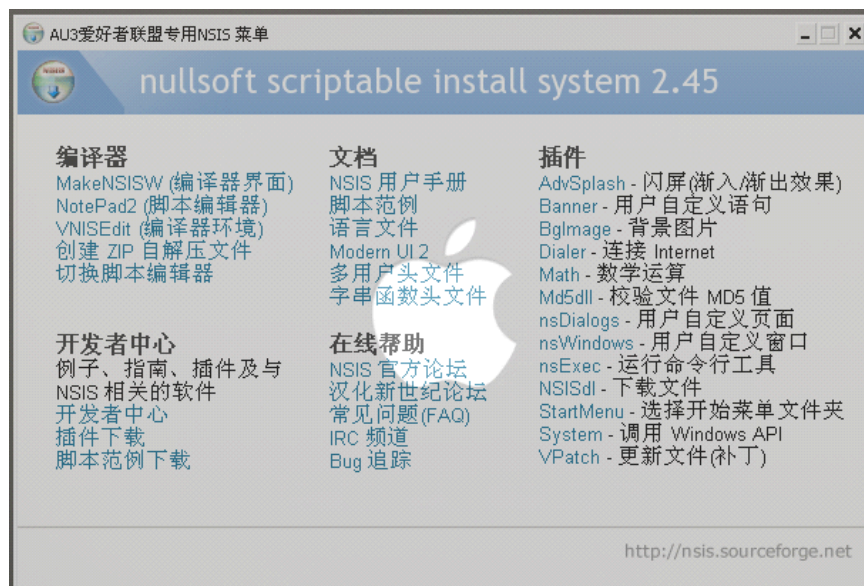 AU3爱好者联盟专用NSIS 菜单
nullsoft scriptable install system 2.45
编译器
MakeNSISW (编译器界面)
NotePad2 (脚本编辑器)
VNISEdit (编译器环境)
创建 ZIP 自解压文件
切换脚本编辑器
开发者中心
例子、指南、插件及与
NSIS 相关的软件
开发者中心
插件下载
脚本范例下载
文档
NSIS 用户手册
脚本范例
语言文件
Modern UI 2
多用户头文件
字串函数头文件
在线帮助
NSIS 官方论坛
汉化新世纪论坛
常见问题(FAQ)
IRC 频道
Bug 追踪
插件
AdvSplash - 闪屏(渐入/渐出效果)
Banner - 用户自定义语句
BgImage - 背景图片
Dialer - 连接 Internet
Math - 数学运算
Md5dll - 校验文件 MD5 值
nsDialogs - 用户自定义页面
nsWindows - 用户自定义窗口
nsExec - 运行命令行工具
NSISdl - 下载文件
StartMenu - 选择开始菜单文件夹
System - 调用 Windows API
VPatch - 更新文件(补丁)
http://nsis.sourceforge.net